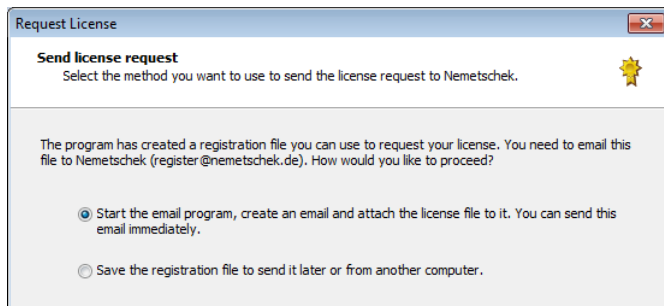 Request License
Send license request
Select the method you want to use to send the license request to Nemetschek.
The program has created a registration file you can use to request your license. You need to email this
file to Nemetschek (register@nemetschek.de). How would you like to proceed?
Start the email program, create an email and attach the license file to it. You can send this
email immediately.
Save the registration file to send it later or from another computer.